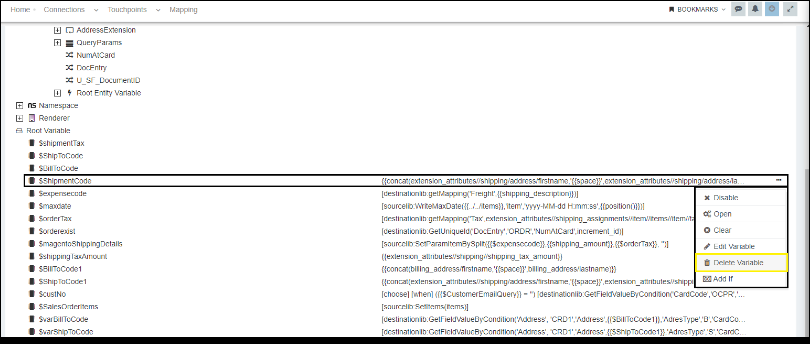 Home Connections Touchpoints Mapping BOOKMARKS
AddressExtension
QueryParams
NumAtCard
DocEntry
U_SF_DocumentID
Root Entity Variable
ns Namespace
Renderer
Root Variable
$shipmentTax
$ShipToCode
$BillToCode
$ShipmentCode {{concat(extension_attributes//shipping/address/firstname,'{{space}}',extension_attributes//shipping/address/la…
$expensecode [destinationlib:getMapping('Freight',{{shipping_description}})]
$maxdate [sourcelib:WriteMaxDate({{../../items}},'item','yyyy-MM-dd H:mm:ss',{{position()}})]
$orderTax [destinationlib:getMapping('Tax',extension_attributes//shipping_assignments//item//items//item//ta
$orderexist [destinationlib:GetUniqueId('DocEntry','ORDR','NumAtCard',increment_id)]
$magentoShippingDetails [sourcelib:SetParamItemBySplit({{$expensecode}},{{shipping_amount}},{{$orderTax}}, '')]
$shippingTaxAmount {{extension_attributes//shipping//shipping_tax_amount}}
$BillToCode1 {{concat(billing_address/firstname,'{{space}}',billing_address/lastname)}}
$ShipToCode1 {{concat(extension_attributes//shipping/address/firstname,'{{space}}',extension_attributes//shippin
$custNo [choose] [when] ({{$CustomerEmailQuery}} = '') [destinationlib:GetFieldValueByCondition('CardCode','OCPR','…
$SalesOrderItems [sourcelib:SetItems(items)]
$varBillToCode [destinationlib:GetFieldValueByCondition('Address', 'CRD1','Address',{{$BillToCode1}},'AdresType','B','CardCo…
$varShipToCode [destinationlib:GetFieldValueByCondition('Address', 'CRD1','Address',{{$ShipToCode1}},'AdresType','S','CardC…
Disable
Open
Clear
Edit Variable
Delete Variable
Add If